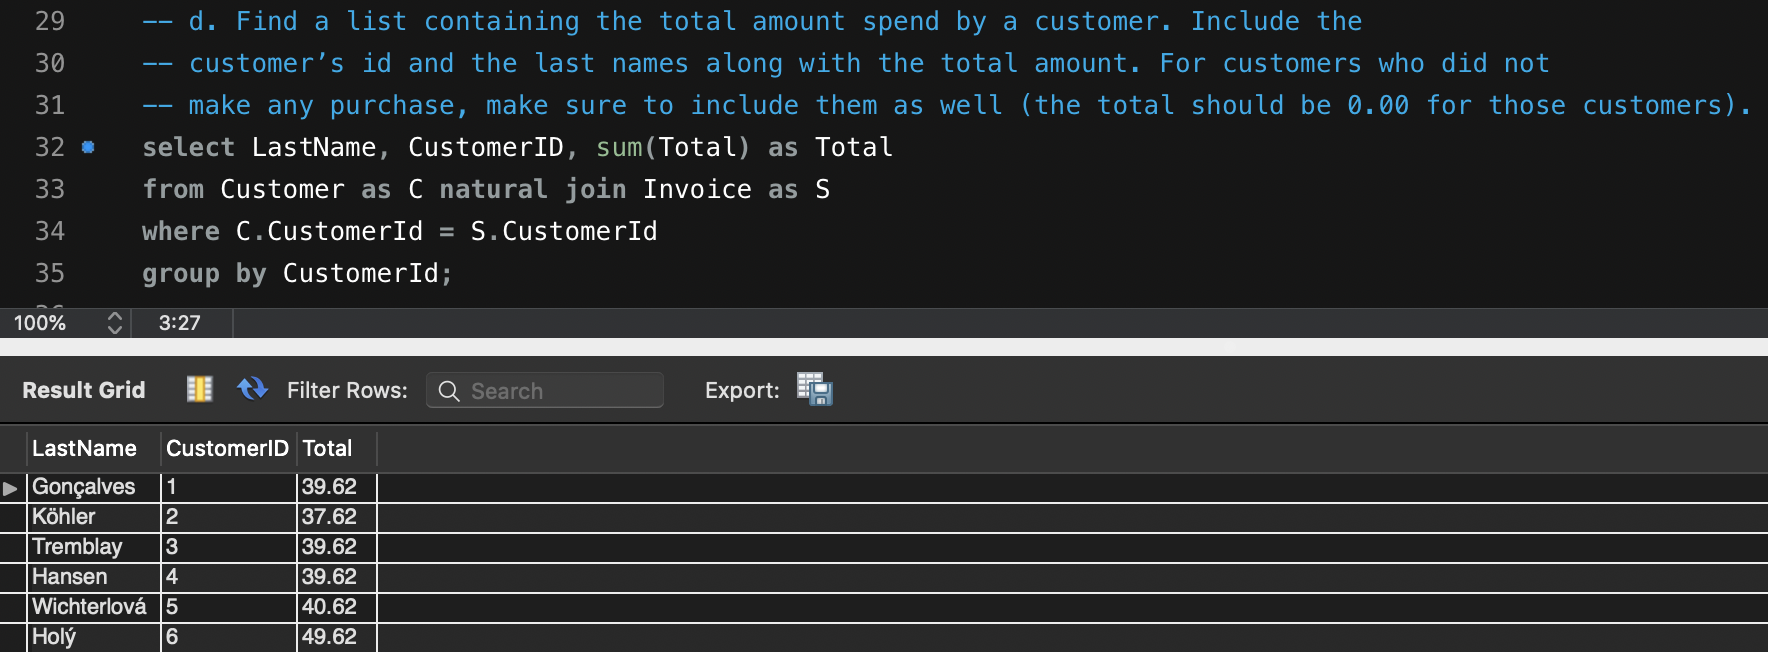 29 -- d. Find a list containing the total amount spend by a customer. Include the
30 -- customer’s id and the last names along with the total amount. For customers who did not
31 -- make any purchase, make sure to include them as well (the total should be 0.00 for those customers).
32 select LastName, CustomerID, sum(Total) as Total
33 from Customer as C natural join Invoice as S
34 where C.CustomerId = S.CustomerId
35 group by CustomerId;
100% 3:27
Result Grid Filter Rows: Search Export:
LastName CustomerID Total
Gonçalves 1 39.62
Köhler 2 37.62
Tremblay 3 39.62
Hansen 4 39.62
Wichterlová 5 40.62
Holý 6 49.62